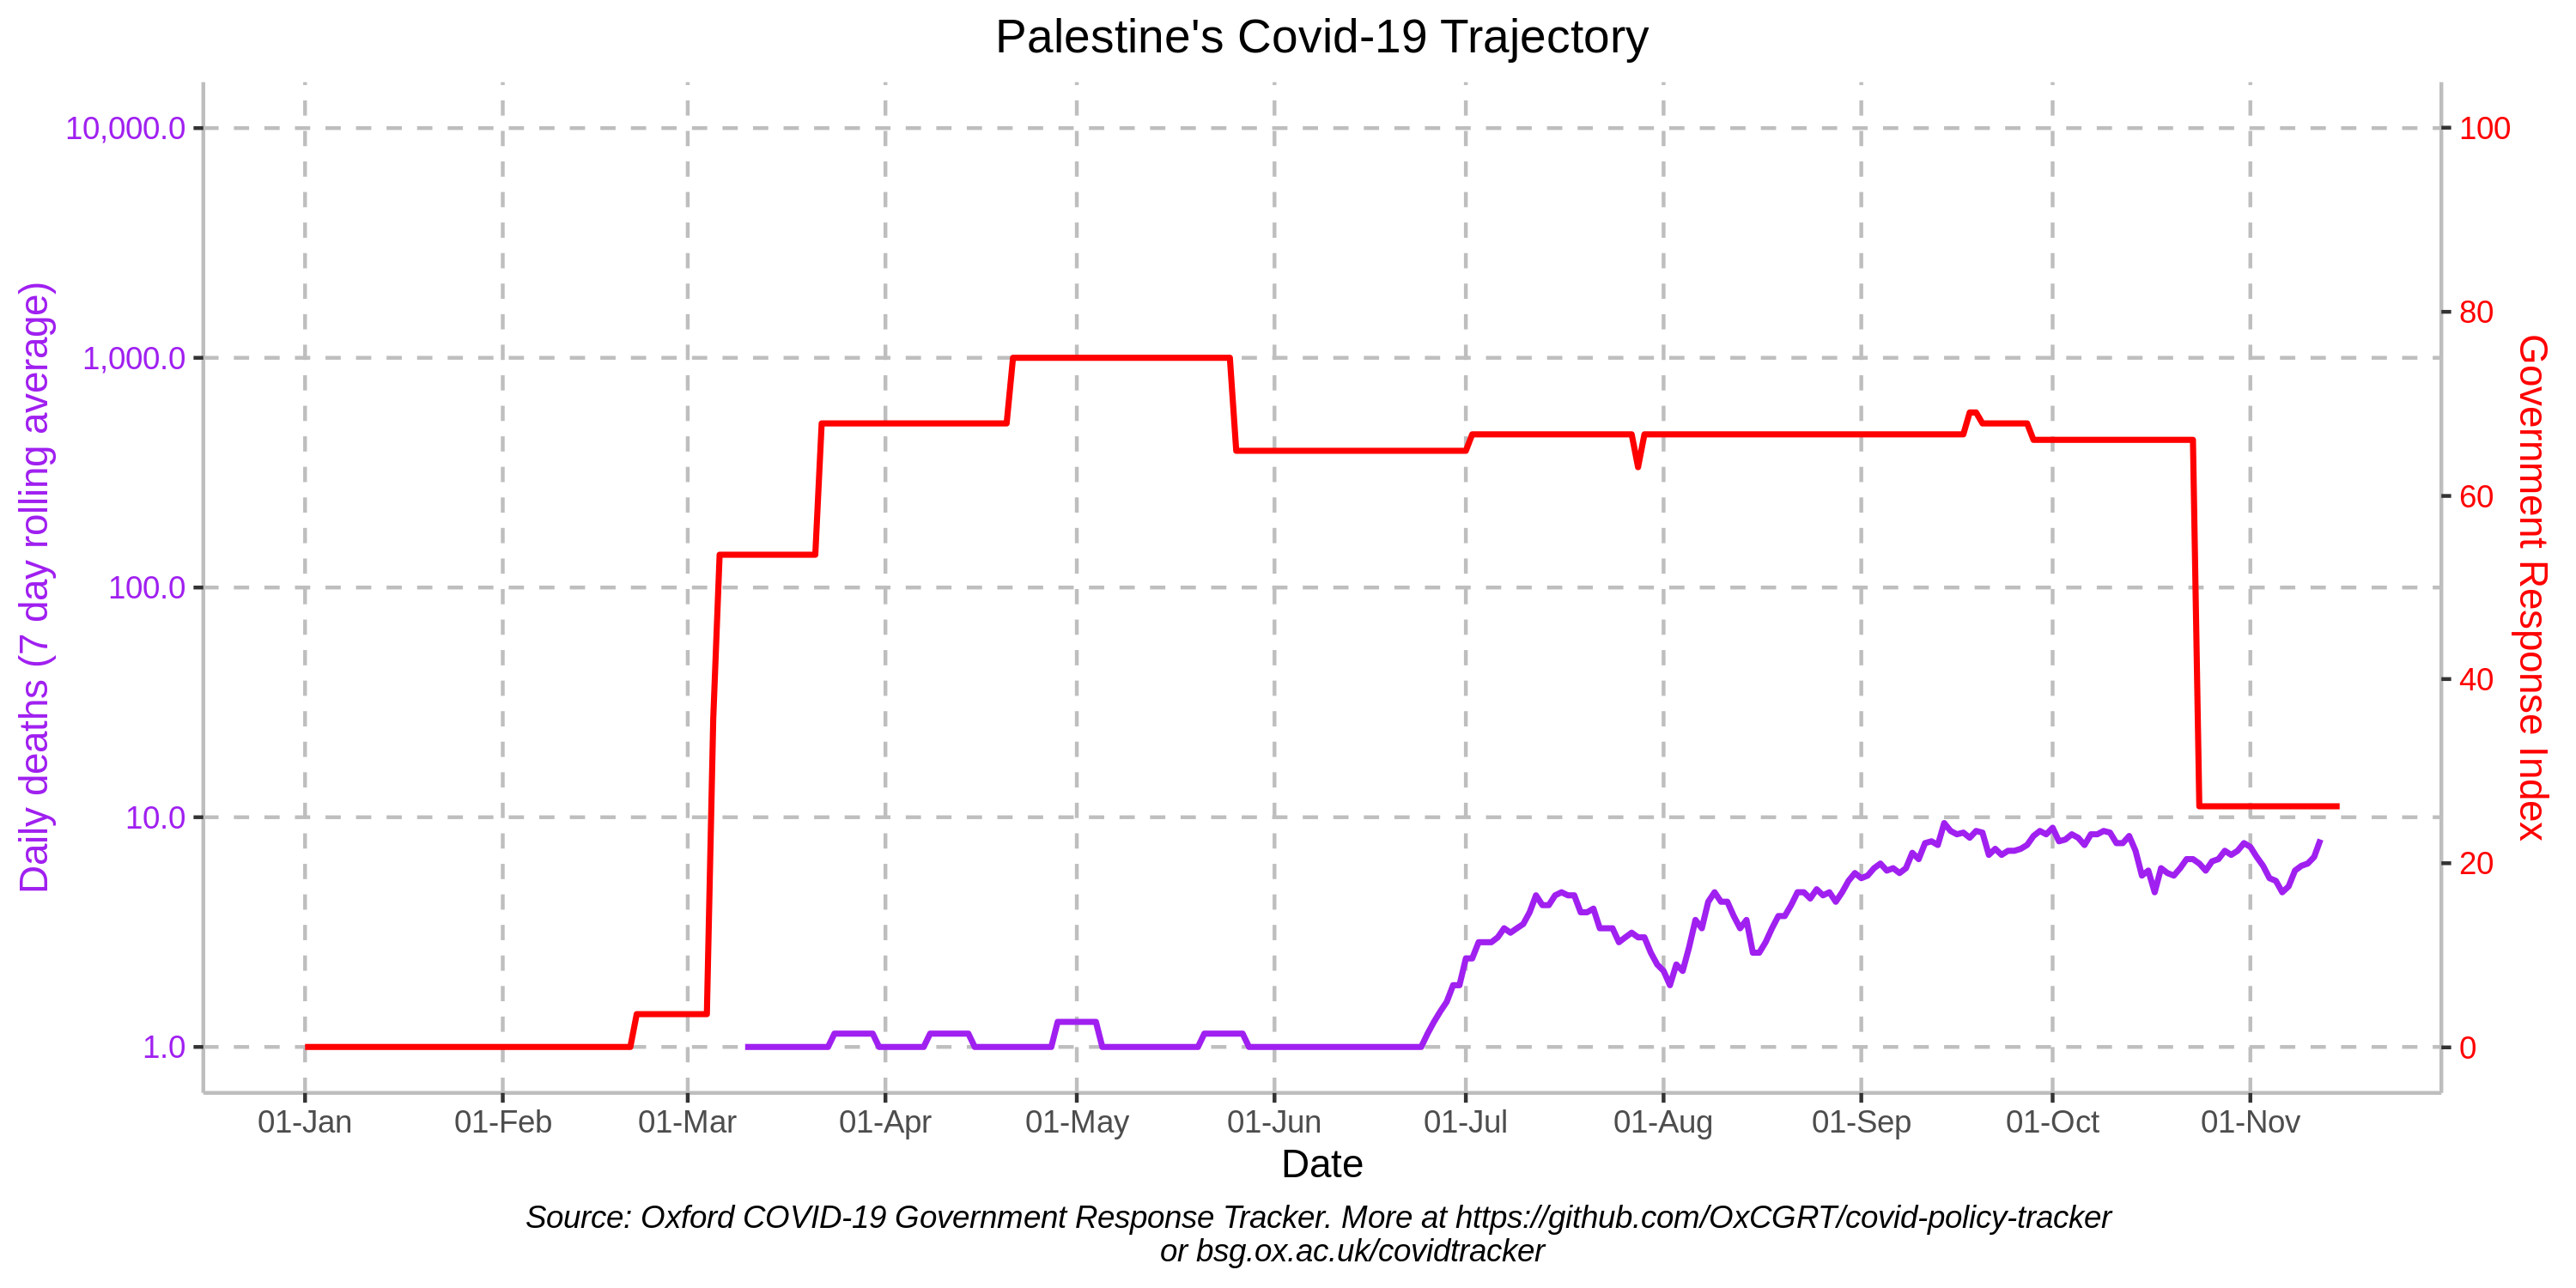 Palestine's Covid-19 Trajectory
10,000.0
1,000.0
100.0
10.0
1.0
Daily deaths (7 day rolling average)
100
80
60
40
20
0
Government Response Index
01-Jan 01-Feb 01-Mar 01-Apr 01-May 01-Jun 01-Jul 01-Aug 01-Sep 01-Oct 01-Nov
Date
Source: Oxford COVID-19 Government Response Tracker. More at https://github.com/OxCGRT/covid-policy-tracker
or bsg.ox.ac.uk/covidtracker